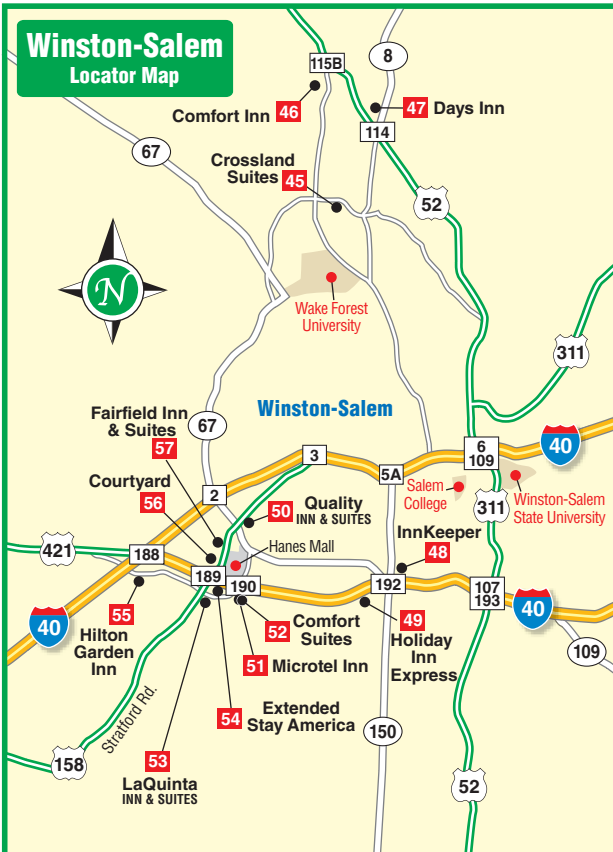 Winston-Salem
Locator Map
115B
8
Comfort Inn 46
47 Days Inn
114
67
Crossland
Suites 45
52
N
Wake Forest
University
311
Winston-Salem
Fairfield Inn
& Suites
57
67
3
6
109
40
5A
Courtyard
56
2
Salem
College
Winston-Salem
State University
50 Quality
INN & SUITES
311
InnKeeper
48
421
188
Hanes Mall
189
190
192
107
193
40
55
Hilton
Garden
Inn
40
52 Comfort
Suites
49
Holiday
Inn
Express
109
51 Microtel Inn
54 Extended
Stay America
Stratford Rd.
150
158
53
LaQuinta
INN & SUITES
52